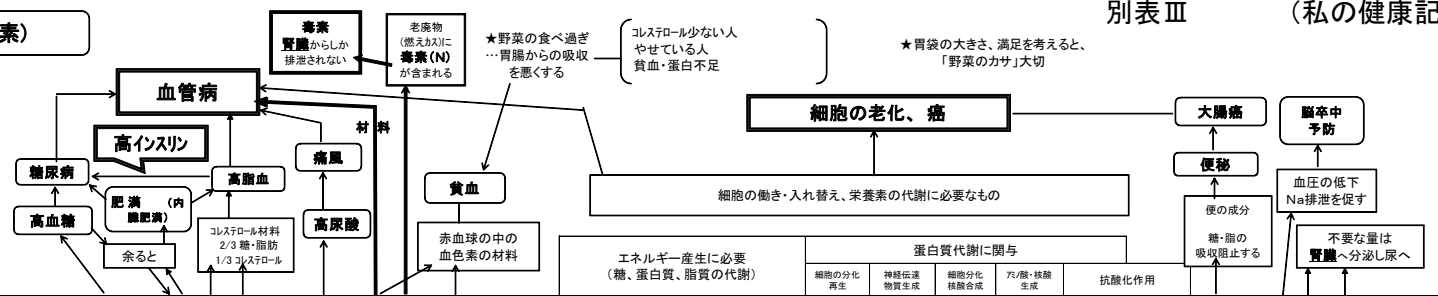 別表Ⅲ
（私の健康記
素）
毒素
腎臓からしか
排泄されない
老廃物
（燃えカス）に
毒素（N）
が含まれる
★野菜の食べ過ぎ
…胃腸からの吸収
を悪くする
コレステロール少ない人
やせている人
貧血・蛋白不足
★胃袋の大きさ、満足を考えると、
「野菜のカサ」大切
血管病
材 料
細胞の老化、癌
大腸癌
脳卒中
予防
高インスリン
糖尿病
高脂血
痛風
貧血
便秘
肥 満 （内
臓肥満）
高血糖
余ると
コレステロール材料
2/3 糖・脂肪
1/3 コレステロール
高尿酸
赤血球の中の
血色素の材料
細胞の働き・入れ替え、栄養素の代謝に必要なもの
エネルギー産生に必要
（糖、蛋白質、脂質の代謝）
蛋白質代謝に関与
細胞の分化
再生
神経伝達
物質生成
細胞分化
核酸合成
アミノ酸・核酸
生成
抗酸化作用
便の成分
糖・脂の
吸収阻止する
血圧の低下
Na排泄を促す
不要な量は
腎臓へ分泌し尿へ